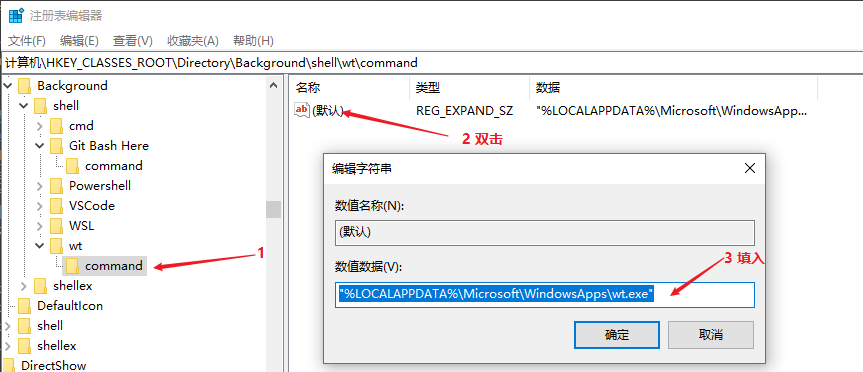 注册表编辑器
文件(F) 编辑(E) 查看(V) 收藏夹(A) 帮助(H)
计算机\HKEY_CLASSES_ROOT\Directory\Background\shell\wt\command
Background
shell
cmd
Git Bash Here
command
Powershell
VSCode
WSL
wt
command
shellex
DefaultIcon
shell
shellex
DirectShow
1
名称 类型 数据
(默认) REG_EXPAND_SZ "%LOCALAPPDATA%\Microsoft\WindowsApp...
2 双击
编辑字符串
数值名称(N):
(默认)
数值数据(V):
3 填入
"%LOCALAPPDATA%\Microsoft\WindowsApps\wt.exe"
确定 取消